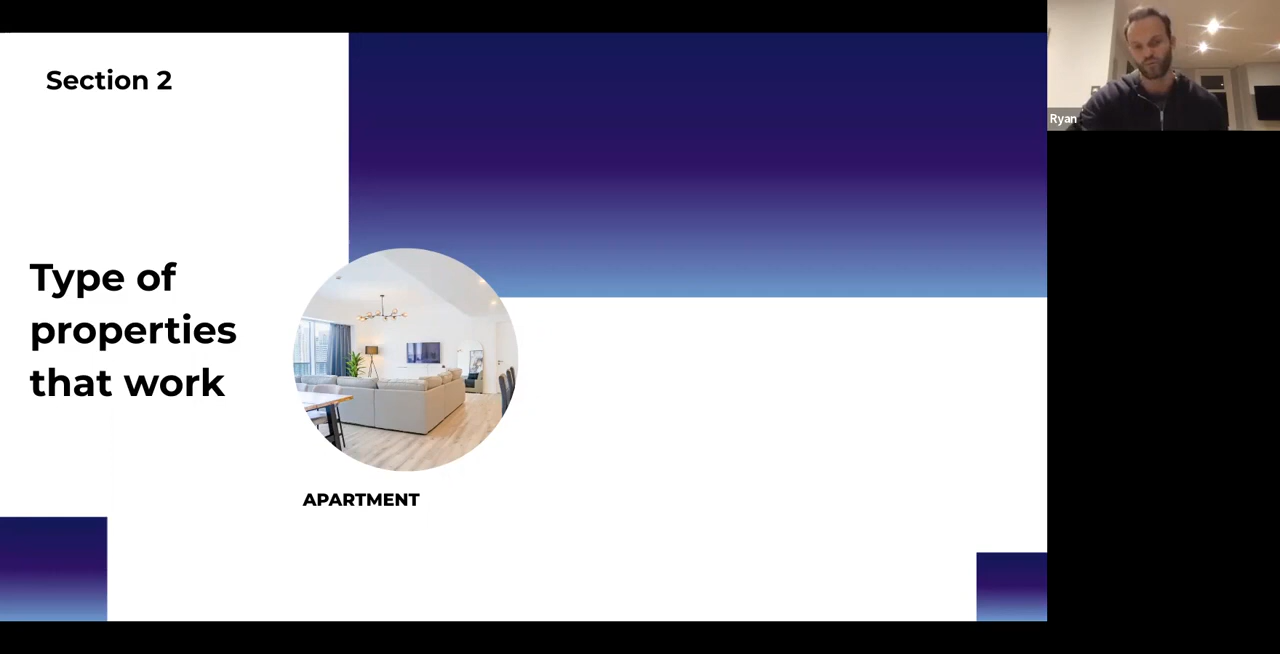 Section 2
Type of
properties
that work
APARTMENT
Ryan